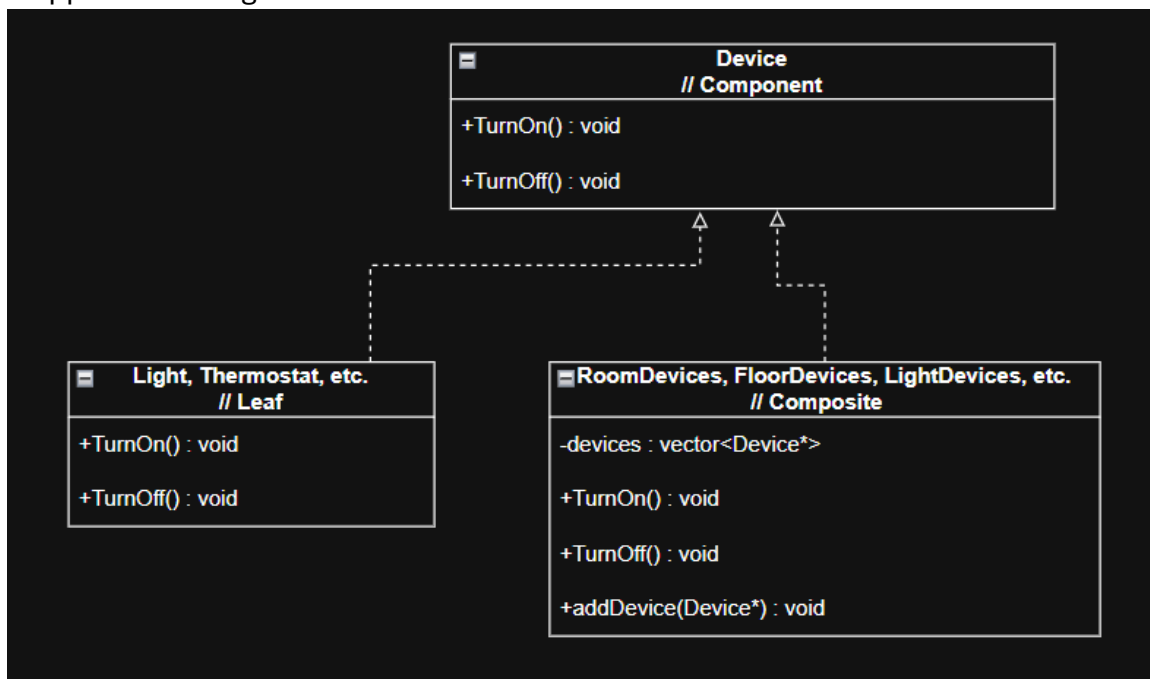 Device
// Component
+TurnOn() : void
+TurnOff() : void
Light, Thermostat, etc.
// Leaf
+TurnOn() : void
+TurnOff() : void
RoomDevices, FloorDevices, LightDevices, etc.
// Composite
-devices : vector<Device*>
+TurnOn() : void
+TurnOff() : void
+addDevice(Device*) : void